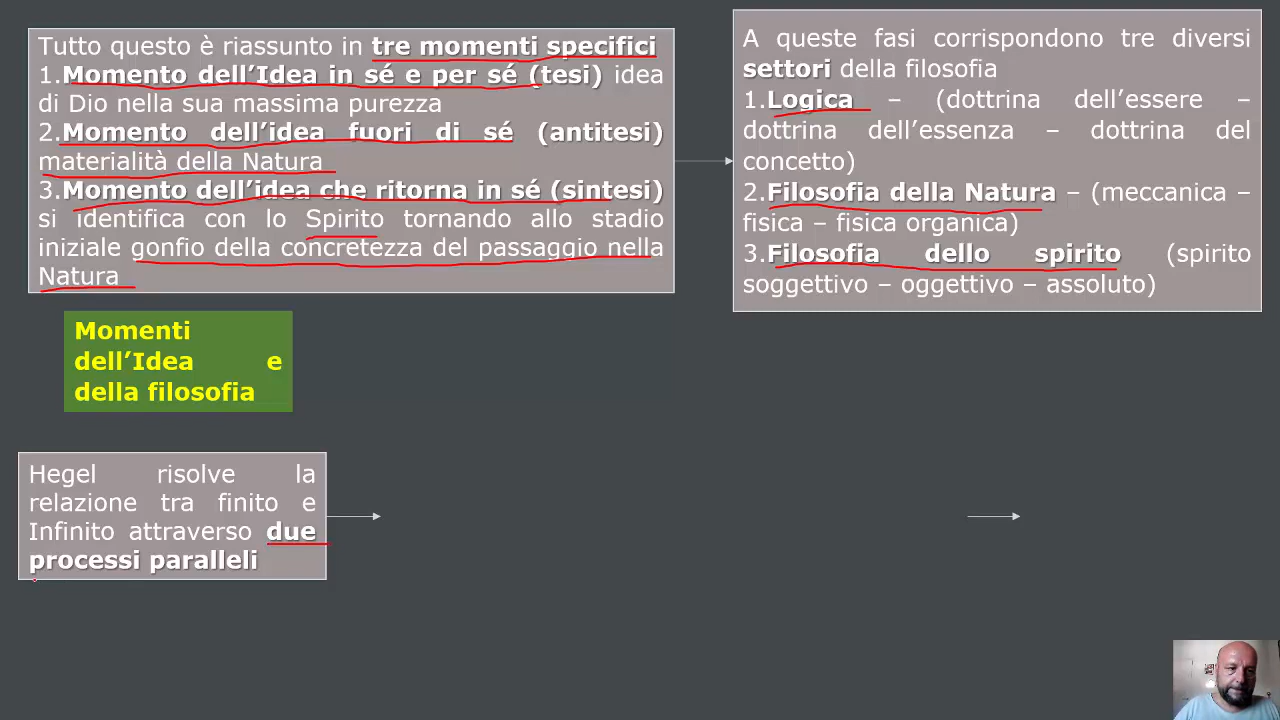 Tutto questo è riassunto in tre momenti specifici
1.Momento dell’Idea in sé e per sé (tesi) idea
di Dio nella sua massima purezza
2.Momento dell’idea fuori di sé (antitesi)
materialità della Natura
3.Momento dell’idea che ritorna in sé (sintesi)
si identifica con lo Spirito tornando allo stadio
iniziale gonfio della concretezza del passaggio nella
Natura
A queste fasi corrispondono tre diversi
settori della filosofia
1.Logica – (dottrina dell’essere –
dottrina dell’essenza – dottrina del
concetto)
2.Filosofia della Natura – (meccanica –
fisica – fisica organica)
3.Filosofia dello spirito (spirito
soggettivo – oggettivo – assoluto)
Momenti
dell’Idea e
della filosofia
Hegel risolve la
relazione tra finito e
Infinito attraverso due
processi paralleli